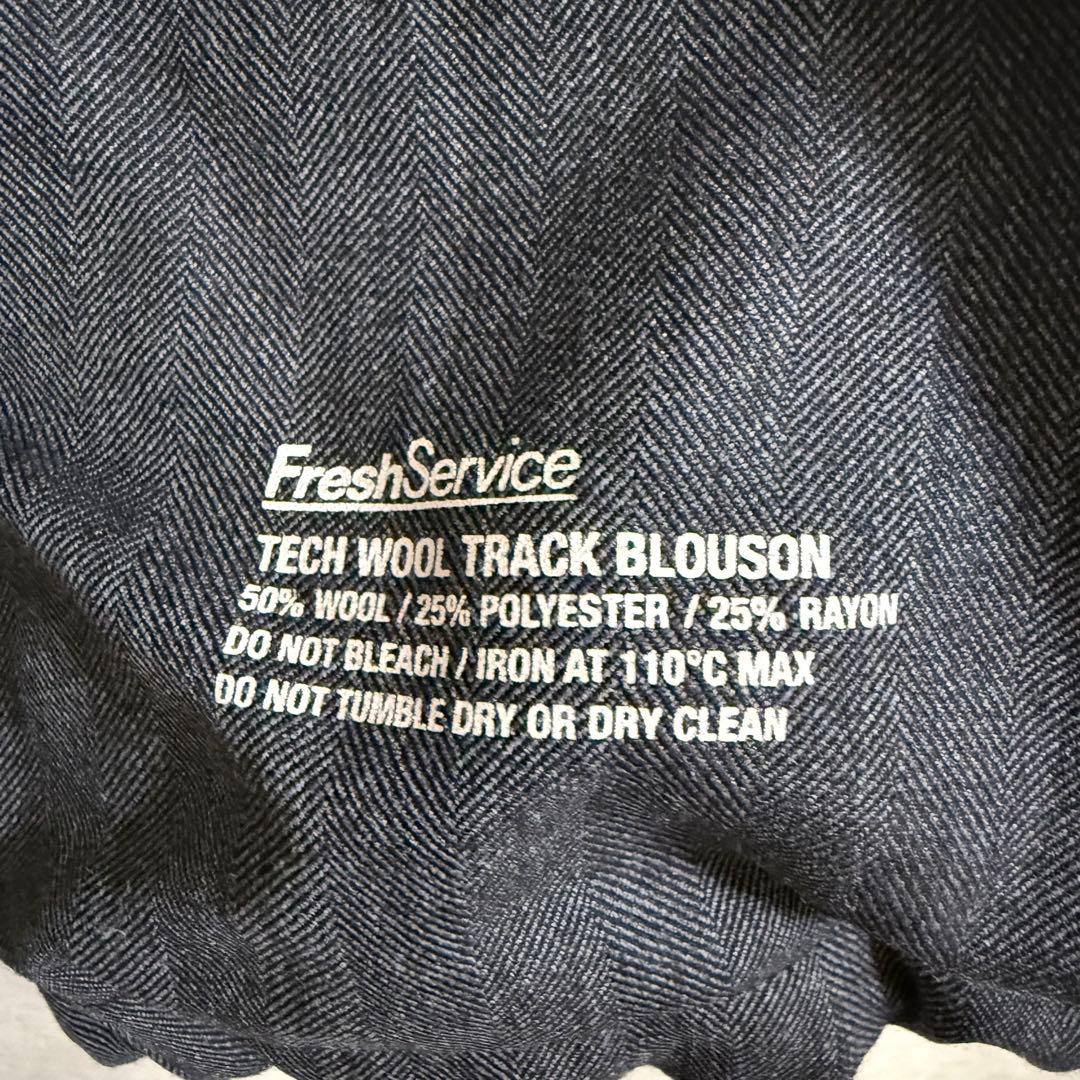 FreshService
TECH WOOL TRACK BLOUSON
50% WOOL / 25% POLYESTER / 25% RAYON
DO NOT BLEACH / IRON AT 110°C MAX
DO NOT TUMBLE DRY OR DRY CLEAN